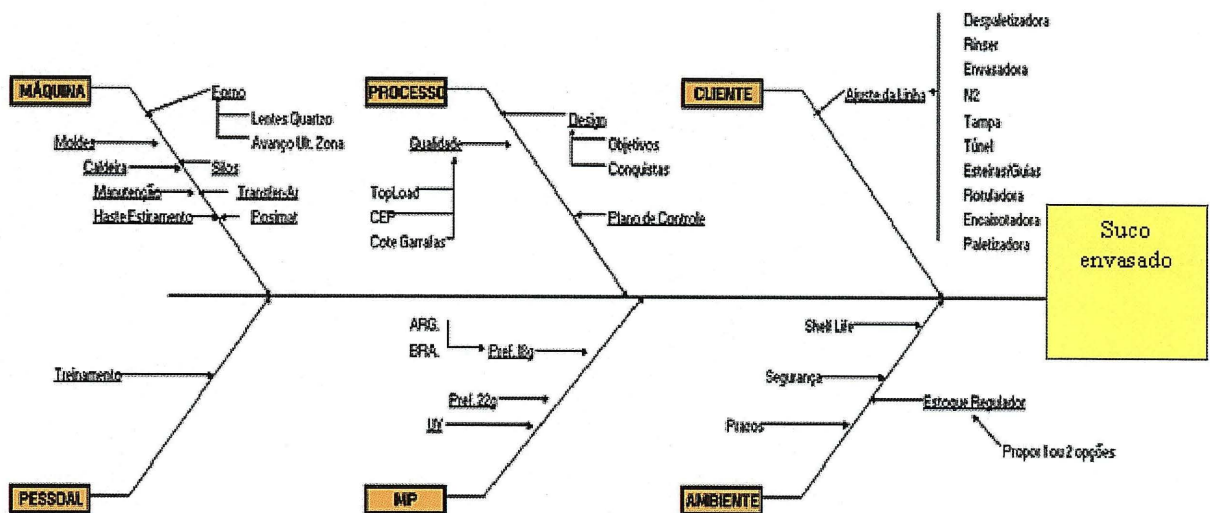 MÁQUINA
Forno
Lentes Quartzo
Avanço Ult. Zona
Moldes
Caldeira
Silos
Manutenção
Transfer-Ar
Haste Estiramento
Posimat
PROCESSO
Design
Objetivos
Conquistas
Qualidade
TopLoad
CEP
Cote Garrafas
Plano de Controle
CLIENTE
Ajuste da Linha
Despaletizadora
Rinser
Envasadora
N2
Tampa
Túnel
Esteiras/Guias
Rotuladora
Encaixotadora
Paletizadora
Suco
envasado
Treinamento
PESSOAL
ARG.
BRA.
Pref. 18g
Pref. 22g
UV
MP
Shelf Life
Segurança
Estoque Regulador
Prazos
Propor 1 ou 2 opções
AMBIENTE